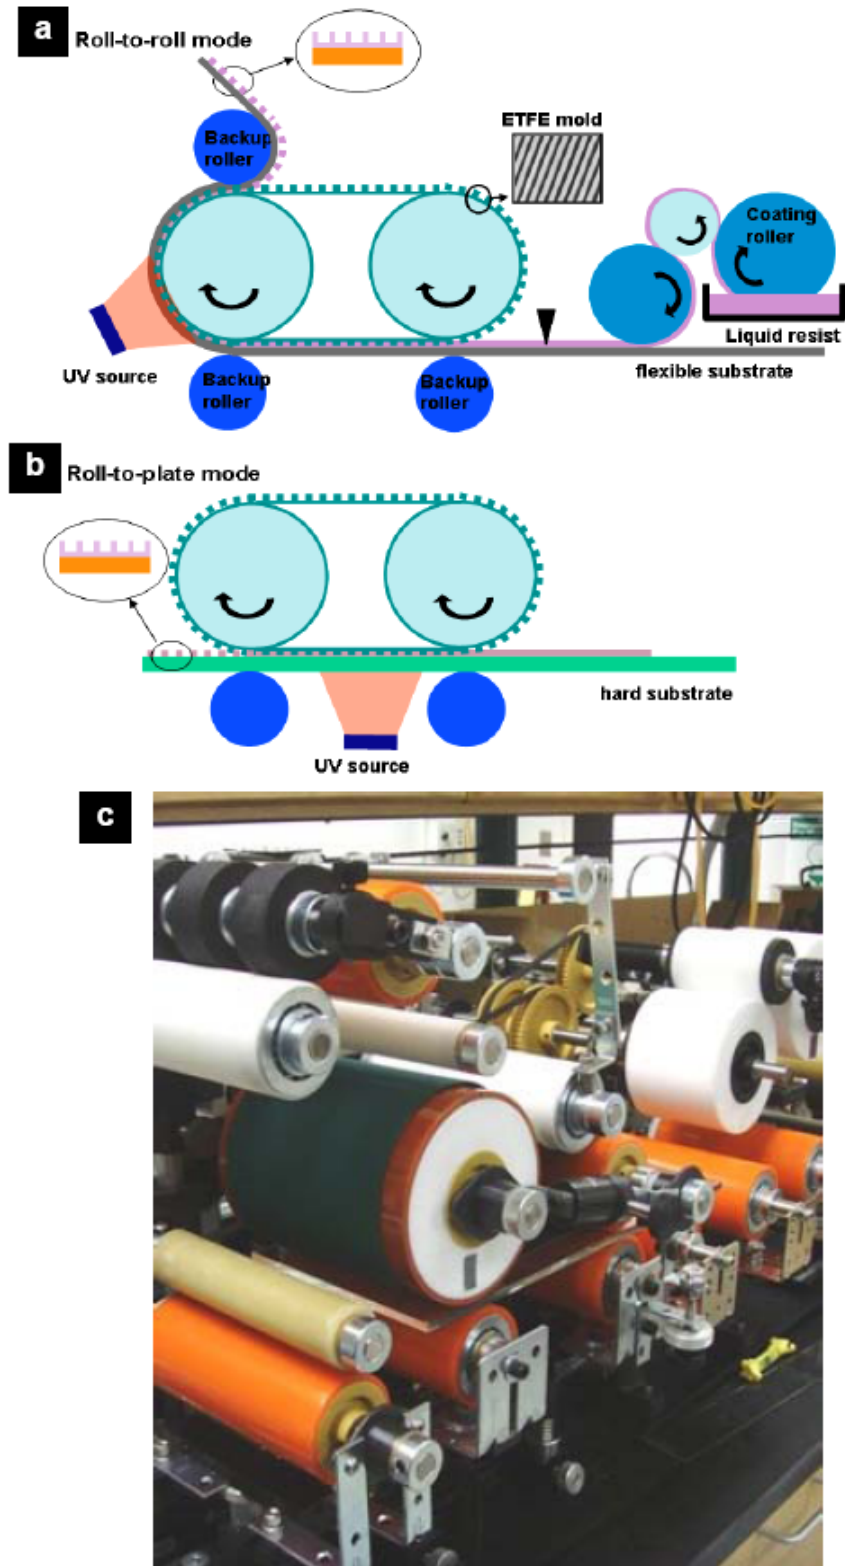 a
Roll-to-roll mode
Backup
roller
ETFE mold
Coating
roller
Liquid resist
UV source
Backup
roller
Backup
roller
flexible substrate
b
Roll-to-plate mode
hard substrate
UV source
c